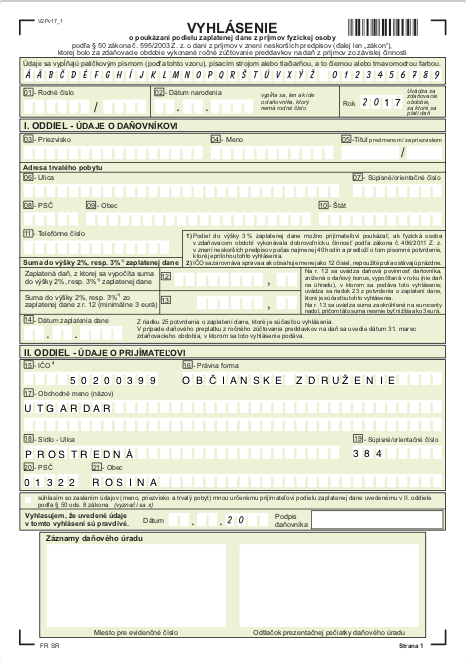 V2Pv17_1
VYHLÁSENIE
o poukázaní podielu zaplatenej dane z príjmov fyzickej osoby
podľa § 50 zákona č. 595/2003 Z. z. o dani z príjmov v znení neskorších predpisov (ďalej len „zákon“),
ktorej bolo za zdaňovacie obdobie vykonané ročné zúčtovanie preddavkov na daň z príjmov zo závislej činnosti
Údaje sa vypĺňajú paličkovým písmom (podľa tohto vzoru), písacím strojom alebo tlačiarňou, a to čiernou alebo tmavomodrou farbou.
Á Ä B Č D É F G H Í J K L M N O P Q R Š T Ú V X Ý Ž 0 1 2 3 4 5 6 7 8 9
01 - Rodné číslo
/
02 - Dátum narodenia
. .
vypĺňa sa, len ak ide
o daňovníka, ktorý
nemá rodné číslo
Rok 2 0 1 7
Uvádza sa
zdaňovacie
obdobie,
za ktoré sa
platí daň
I. ODDIEL - ÚDAJE O DAŇOVNÍKOVI
03 - Priezvisko
04 - Meno
05 -Titul pred menom / za priezviskom
/
Adresa trvalého pobytu
06 - Ulica
07 - Súpisné/orientačné číslo
08 - PSČ
09 - Obec
10 - Štát
11 - Telefónne číslo
1) Podiel do výšky 3 % zaplatenej dane možno prijímateľovi poukázať, ak fyzická osoba
v zdaňovacom období vykonávala dobrovoľnícku činnosť podľa zákona č. 406/2011 Z. z.
v znení neskorších predpisov počas najmenej 40 hodín a predloží o tom písomné potvrdenie,
ktoré je prílohou tohto vyhlásenia.
2) IČO sa zarovnáva sprava a ak obsahuje menej ako 12 čísel, nepoužité polia ostávajú prázdne.
Suma do výšky 2%, resp. 3%¹⁾ zo zaplatenej dane
Zaplatená daň, z ktorej sa vypočíta suma
do výšky 2%, resp. 3%¹⁾ zaplatenej dane
12
,
Suma do výšky 2%, resp. 3%¹⁾ zo
zaplatenej dane z r. 12 (minimálne 3 eurá)
13
,
Na r. 12 sa uvádza daňová povinnosť daňovníka,
znížená o daňový bonus, vypočítaná v roku (nie daň
na úhradu), v ktorom sa podáva toto vyhlásenie;
uvádza sa riadok 23 z potvrdenia o zaplatení dane,
ktoré je súčasťou tohto vyhlásenia.
Na r. 13 sa uvádza suma zaokrúhlená na eurocenty
nadol, pričom táto suma nesmie byť nižšia ako 3 eurá.
14 - Dátum zaplatenia dane
. .
Z riadku 25 potvrdenia o zaplatení dane, ktoré je súčasťou vyhlásenia.
V prípade daňového preplatku z ročného zúčtovania preddavkov na daň sa uvedie dátum 31. marec
zdaňovacieho obdobia, v ktorom sa toto vyhlásenie podáva.
II. ODDIEL - ÚDAJE O PRIJÍMATEĽOVI
15 - IČO ²⁾
50200399
16 - Právna forma
OBČIANSKE ZDRUŽENIE
17 - Obchodné meno (názov)
UTGARDAR
18 - Sídlo - Ulica
PROSTREDNÁ
19 - Súpisné/orientačné číslo
384
20 - PSČ
01322
21 - Obec
ROSINA
súhlasím so zaslaním údajov (meno, priezvisko a trvalý pobyt) mnou určenému prijímateľovi podielu zaplatenej dane uvedenému v II. oddiele
podľa § 50 ods. 8 zákona (vyznačí sa x)
Vyhlasujem, že uvedené údaje
v tomto vyhlásení sú pravdivé.
Dátum . . 20
Podpis
daňovníka
Záznamy daňového úradu
Miesto pre evidenčné číslo
Odtlačok prezentačnej pečiatky daňového úradu
FR SR
Strana 1